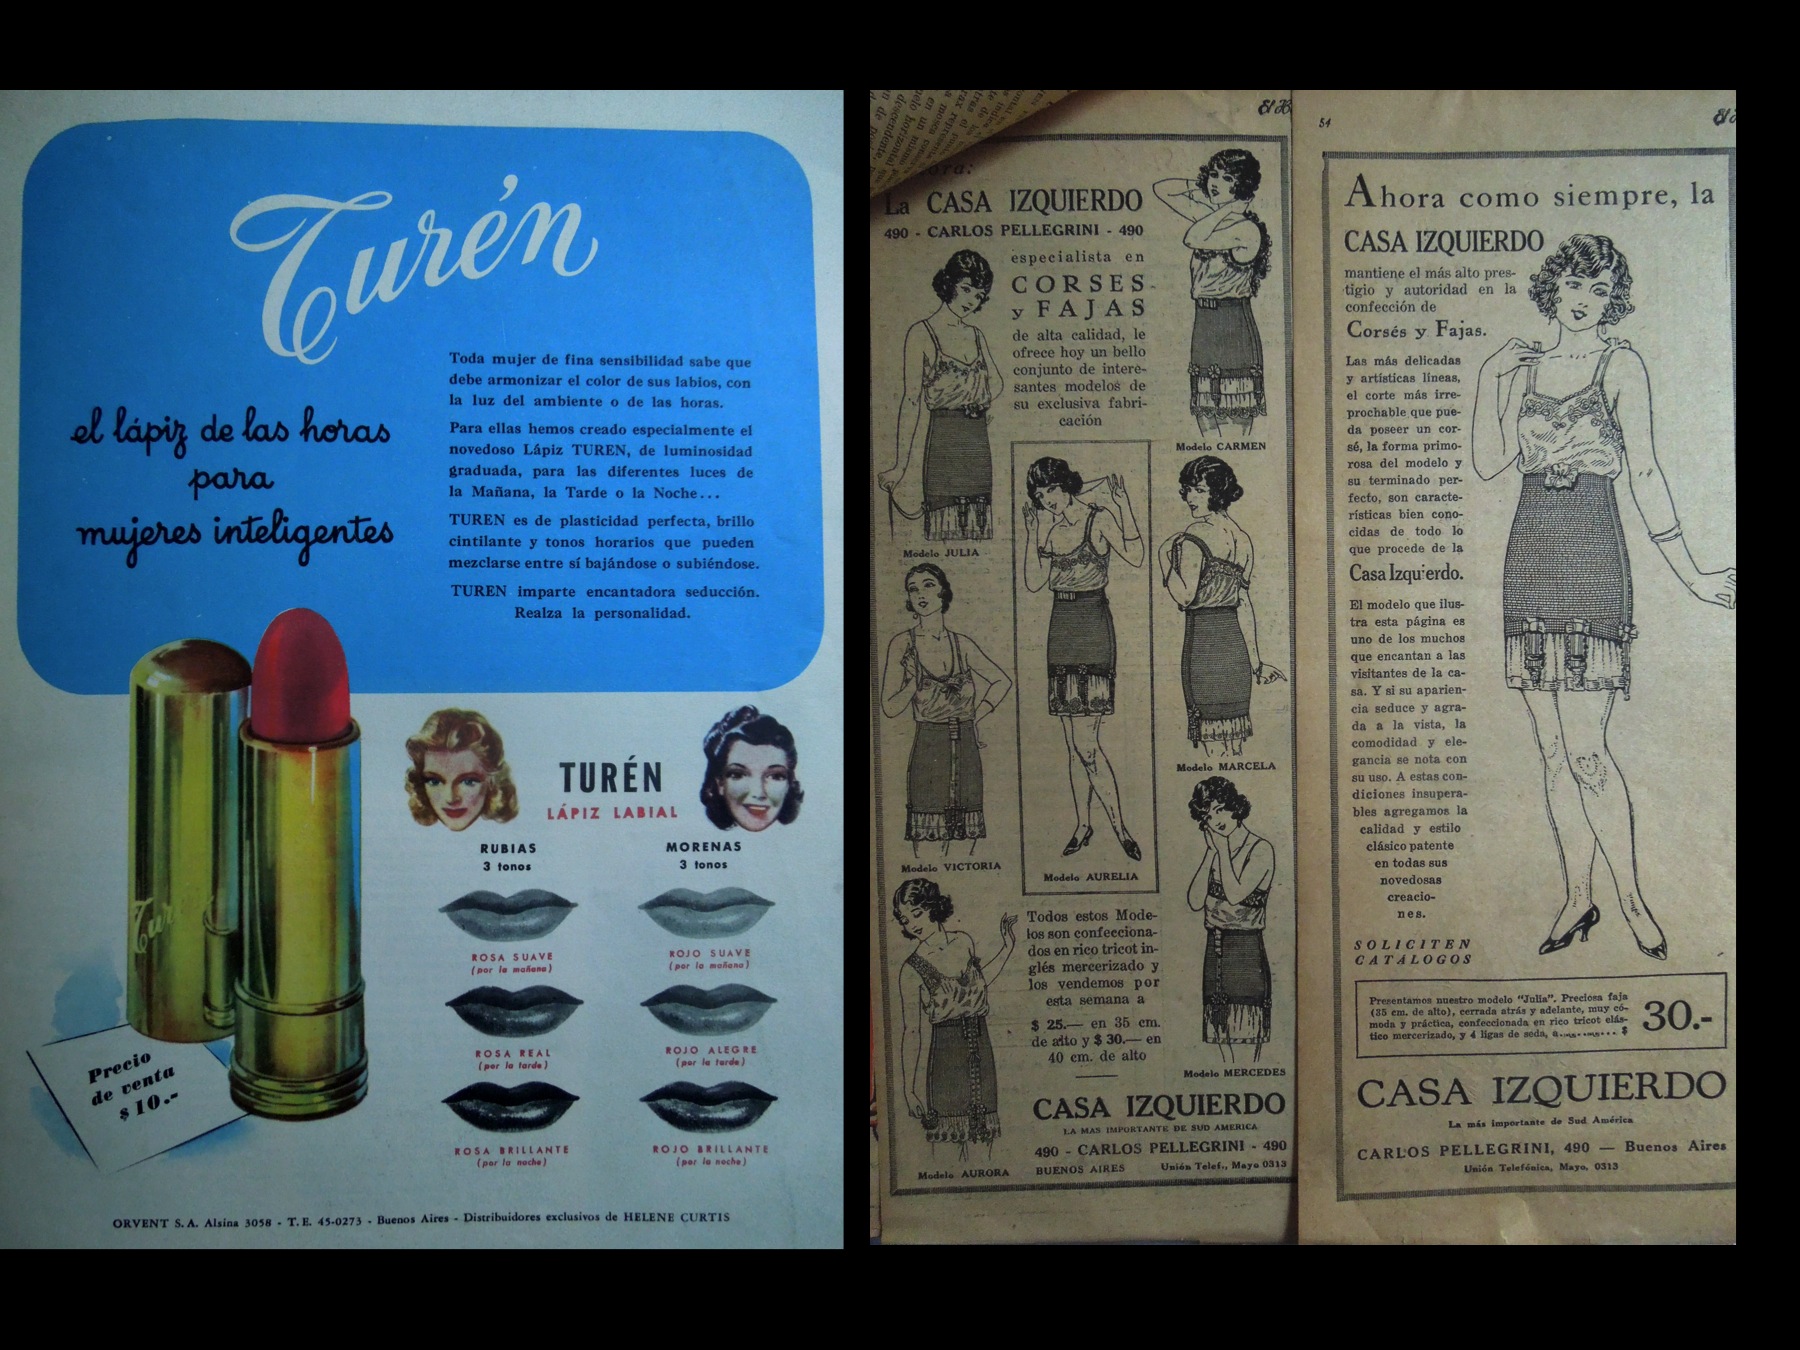 Turén
el lápiz de las horas
para
mujeres inteligentes
Toda mujer de fina sensibilidad sabe que
debe armonizar el color de sus labios, con
la luz del ambiente o de las horas.
Para ellas hemos creado especialmente el
novedoso Lápiz TUREN, de luminosidad
graduada, para las diferentes luces de
la Mañana, la Tarde o la Noche...
TUREN es de plasticidad perfecta, brillo
cintilante y tonos horarios que pueden
mezclarse entre sí bajándose o subiéndose.
TUREN imparte encantadora seducción.
Realza la personalidad.
TURÉN
LÁPIZ LABIAL
RUBIAS
3 tonos
MORENAS
3 tonos
ROSA SUAVE
(por la mañana)
ROJO SUAVE
(por la mañana)
ROSA REAL
(por la tarde)
ROJO ALEGRE
(por la tarde)
ROSA BRILLANTE
(por la noche)
ROJO BRILLANTE
(por la noche)
Precio
de venta
$10.-
ORVENT S.A. Alsina 3058 - T.E. 45-0273 - Buenos Aires - Distribuidores exclusivos de HELENE CURTIS
La CASA IZQUIERDO
490 - CARLOS PELLEGRINI - 490
especialista en
CORSES
y FAJAS
de alta calidad, le
ofrece hoy un bello
conjunto de intere-
santes modelos de
su exclusiva fabri-
cación
Modelo CARMEN
Modelo JULIA
Modelo MARCELA
Modelo VICTORIA
Modelo AURELIA
Todos estos Mode-
los son confecciona-
dos en rico tricot in-
glés mercerizado y
los vendemos por
esta semana a
$ 25.— en 35 cm.
de alto y $ 30.— en
40 cm. de alto
Modelo MERCEDES
Modelo AURORA
CASA IZQUIERDO
LA MAS IMPORTANTE DE SUD AMERICA
490 - CARLOS PELLEGRINI - 490
BUENOS AIRES Unión Telef., Mayo 0313
54
Ahora como siempre, la
CASA IZQUIERDO
mantiene el más alto pres-
tigio y autoridad en la
confección de
Corsés y Fajas.
Las más delicadas
y artísticas líneas,
el corte más irre-
prochable que pue-
da poseer un cor-
sé, la forma primo-
rosa del modelo y
su terminado per-
fecto, son caracte-
rísticas bien cono-
cidas de todo lo
que procede de la
Casa Izquierdo.
El modelo que ilus-
tra esta página es
uno de los muchos
que encantan a las
visitantes de la ca-
sa. Y si su aparien-
cia seduce y agra-
da a la vista, la
comodidad y ele-
gancia se nota con
su uso. A estas con-
diciones insupera-
bles agregamos la
calidad y estilo
clásico patente
en todas sus
novedosas
creacio-
nes.
SOLICITEN
CATÁLOGOS
Presentamos nuestro modelo "Julia". Preciosa faja
(35 cm. de alto), cerrada atrás y adelante, muy có-
moda y práctica, confeccionada en rico tricot elás-
tico mercerizado, y 4 ligas de seda, a........ $
30.-
CASA IZQUIERDO
La más importante de Sud América
CARLOS PELLEGRINI, 490 — Buenos Aires
Unión Telefónica, Mayo, 0313